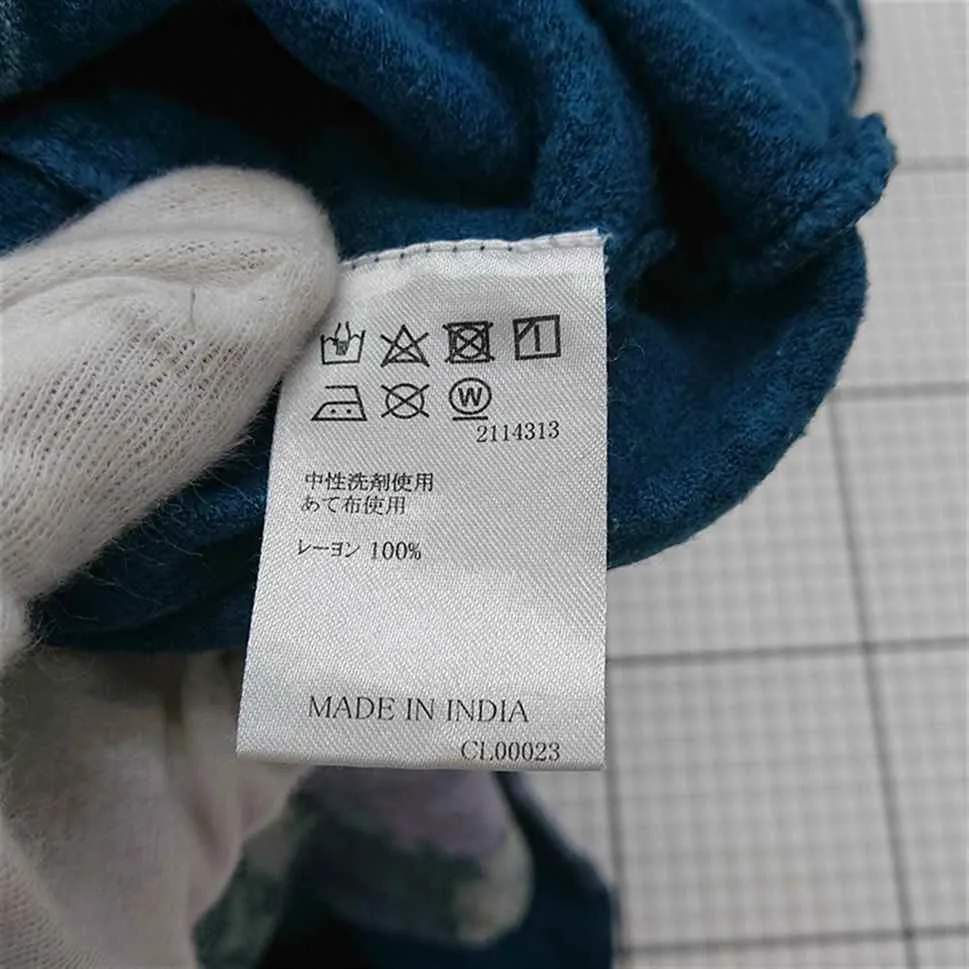 W
2114313
中性洗剤使用
あて布使用
レーヨン 100%
MADE IN INDIA
CL00023